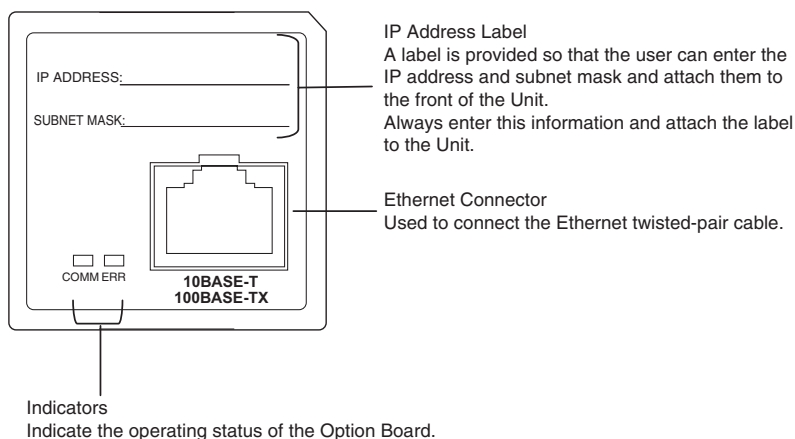 IP ADDRESS:
SUBNET MASK:
COMM ERR
10BASE-T
100BASE-TX
IP Address Label
A label is provided so that the user can enter the
IP address and subnet mask and attach them to
the front of the Unit.
Always enter this information and attach the label
to the Unit.
Ethernet Connector
Used to connect the Ethernet twisted-pair cable.
Indicators
Indicate the operating status of the Option Board.